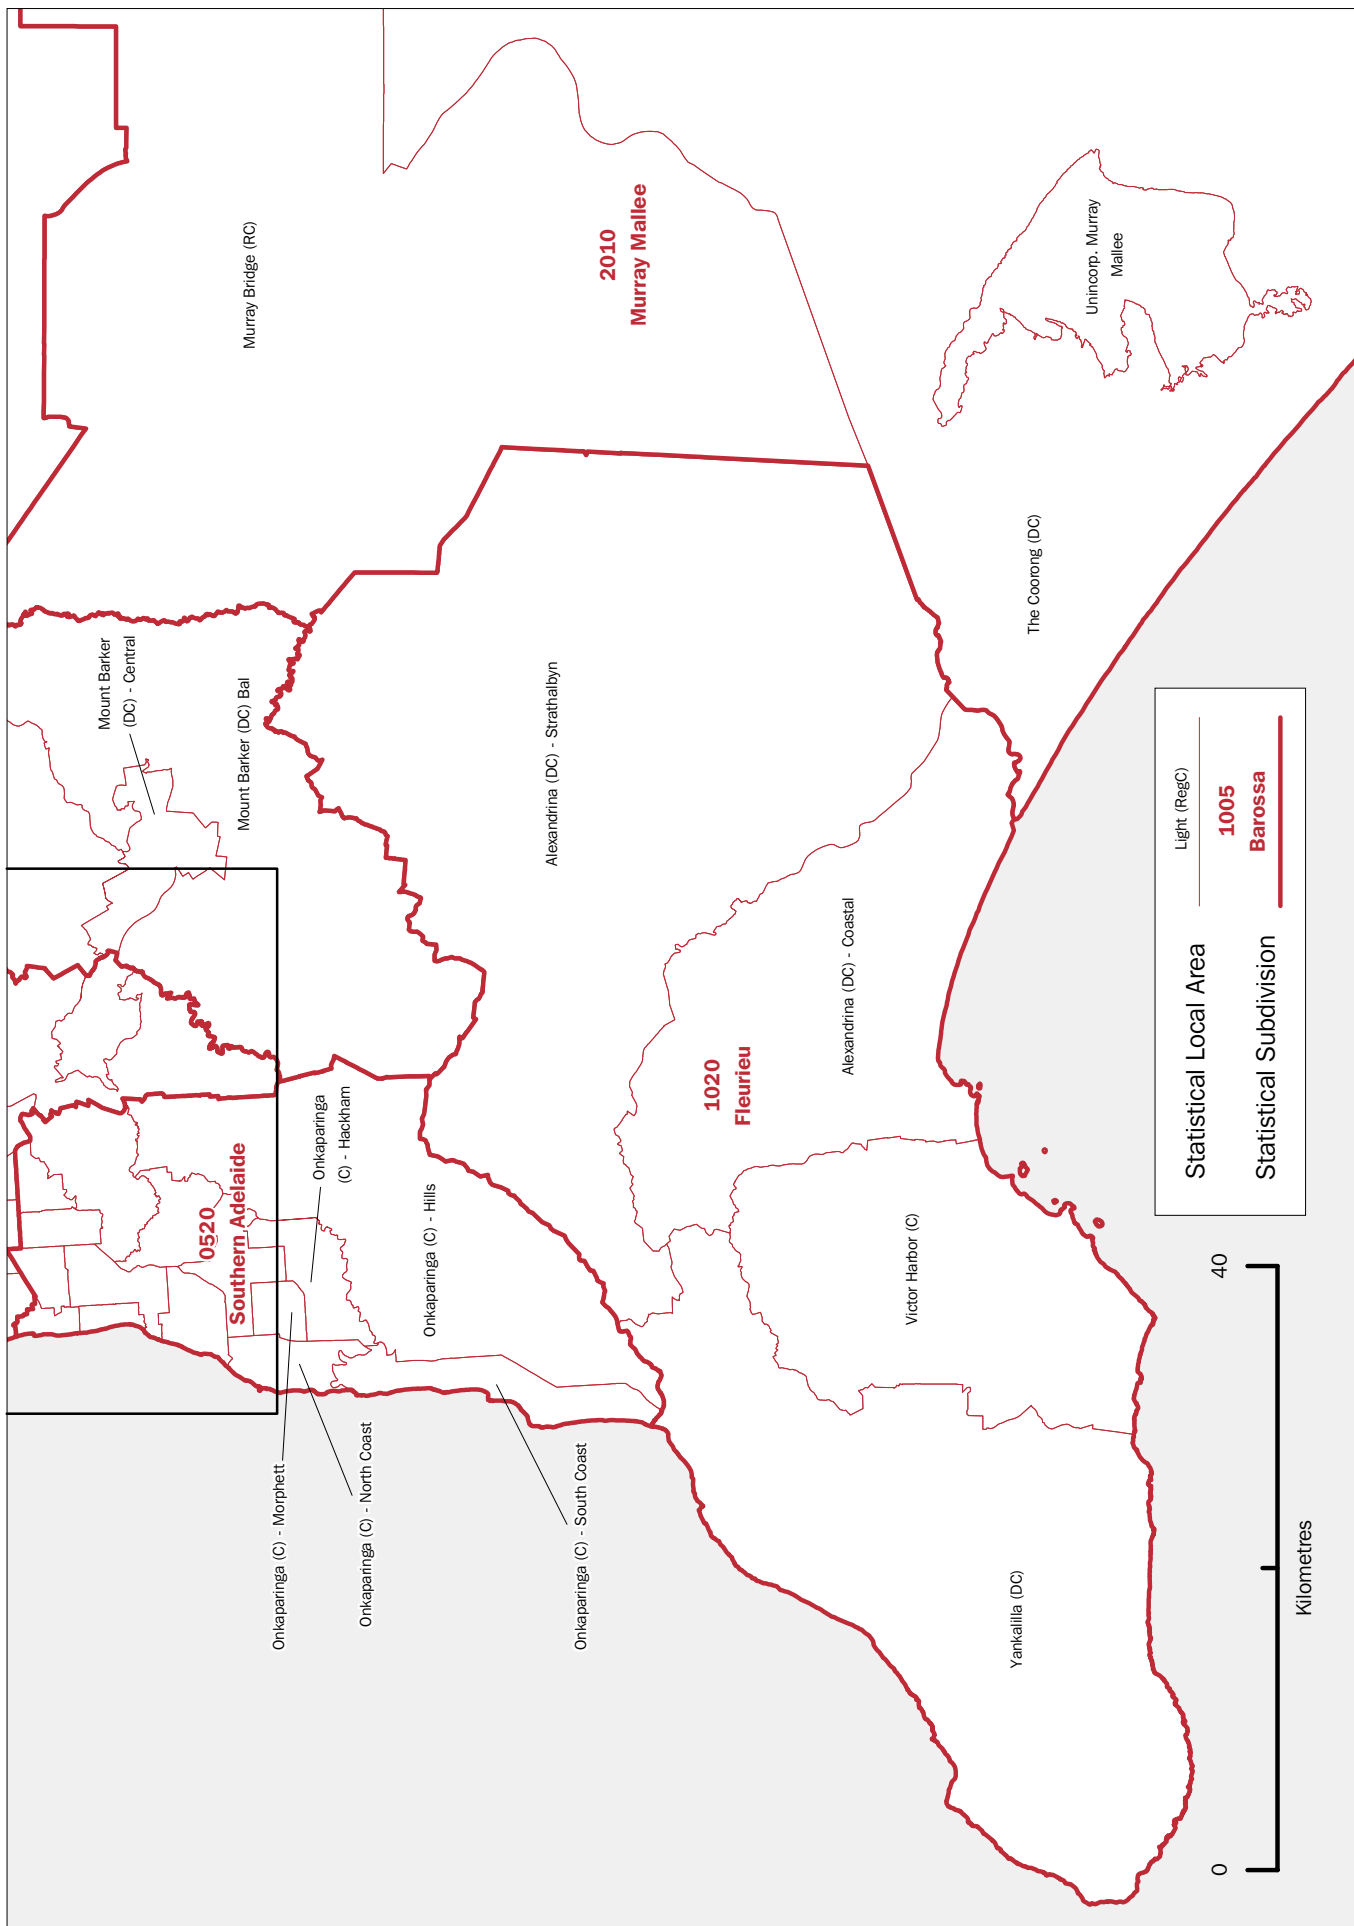 Mount Barker
(DC) - Central
Mount Barker (DC) Bal
Murray Bridge (RC)
2010
Murray Mallee
Unincorp. Murray
Mallee
The Coorong (DC)
Alexandrina (DC) - Strathalbyn
Alexandrina (DC) - Coastal
1020
Fleurieu
0520
Southern Adelaide
Onkaparinga
(C) - Hackham
Onkaparinga (C) - Hills
Victor Harbor (C)
Onkaparinga (C) - Morphett
Onkaparinga (C) - North Coast
Onkaparinga (C) - South Coast
Yankalilla (DC)
Statistical Local Area
Light (RegC)
Statistical Subdivision
1005
Barossa
0
40
Kilometres